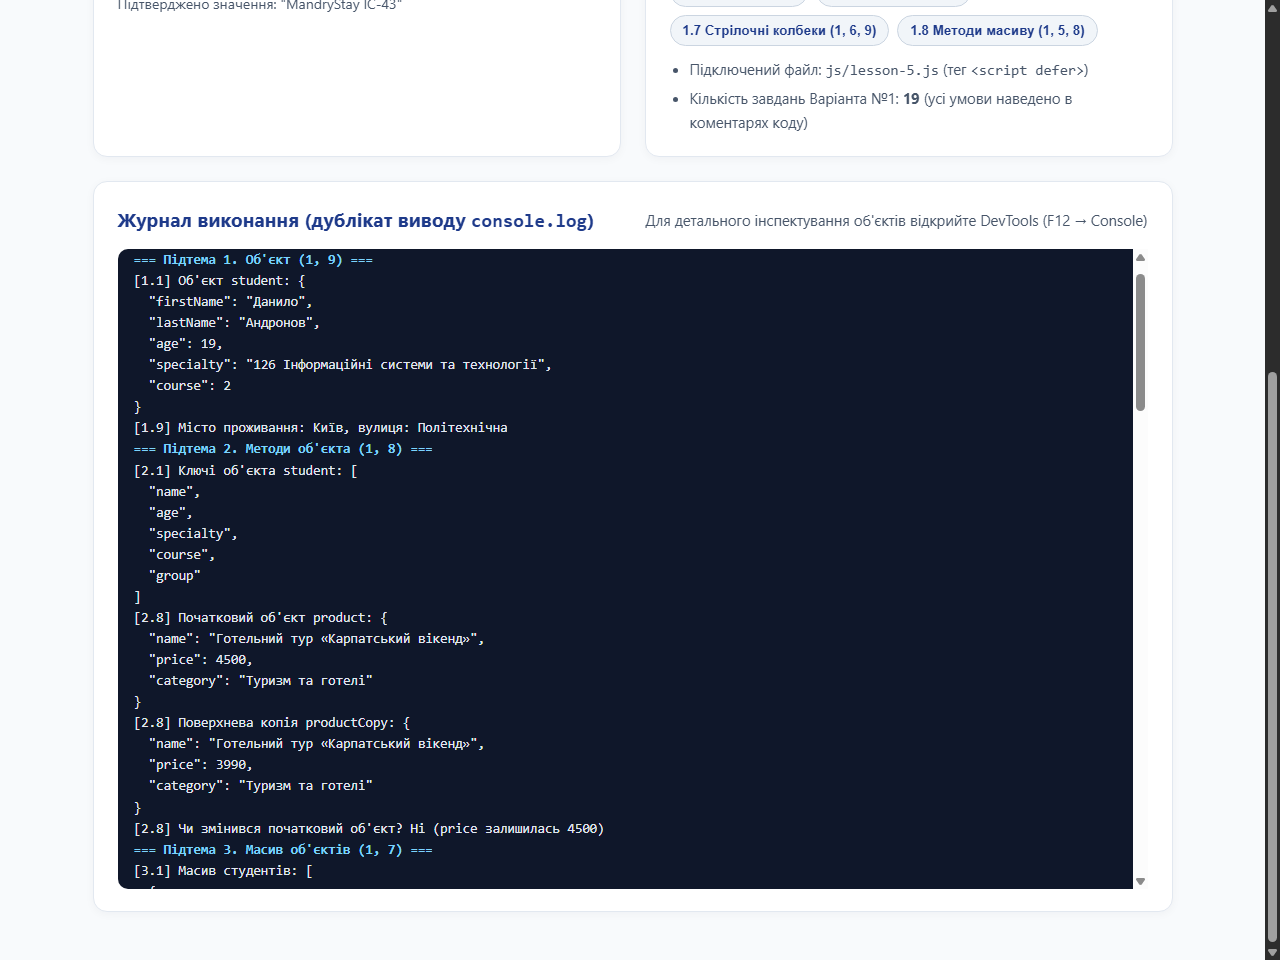 Підтверджено значення: "MandryStay ІС-43"
1.7 Стрілочні колбеки (1, 6, 9)
1.8 Методи масиву (1, 5, 8)
Підключений файл: js/lesson-5.js (тег <script defer>)
Кількість завдань Варіанта №1: 19 (усі умови наведено в
коментарях коду)
Журнал виконання (дублікат виводу console.log)
Для детального інспектування об'єктів відкрийте DevTools (F12 → Console)
=== Підтема 1. Об'єкт (1, 9) ===
[1.1] Об'єкт student: {
"firstName": "Данило",
"lastName": "Андронов",
"age": 19,
"specialty": "126 Інформаційні системи та технології",
"course": 2
}
[1.9] Місто проживання: Київ, вулиця: Політехнічна
=== Підтема 2. Методи об'єкта (1, 8) ===
[2.1] Ключі об'єкта student: [
"name",
"age",
"specialty",
"course",
"group"
]
[2.8] Початковий об'єкт product: {
"name": "Готельний тур «Карпатський вікенд»",
"price": 4500,
"category": "Туризм та готелі"
}
[2.8] Поверхнева копія productCopy: {
"name": "Готельний тур «Карпатський вікенд»",
"price": 3990,
"category": "Туризм та готелі"
}
[2.8] Чи змінився початковий об'єкт? Ні (price залишилась 4500)
=== Підтема 3. Масив об'єктів (1, 7) ===
[3.1] Масив студентів: [